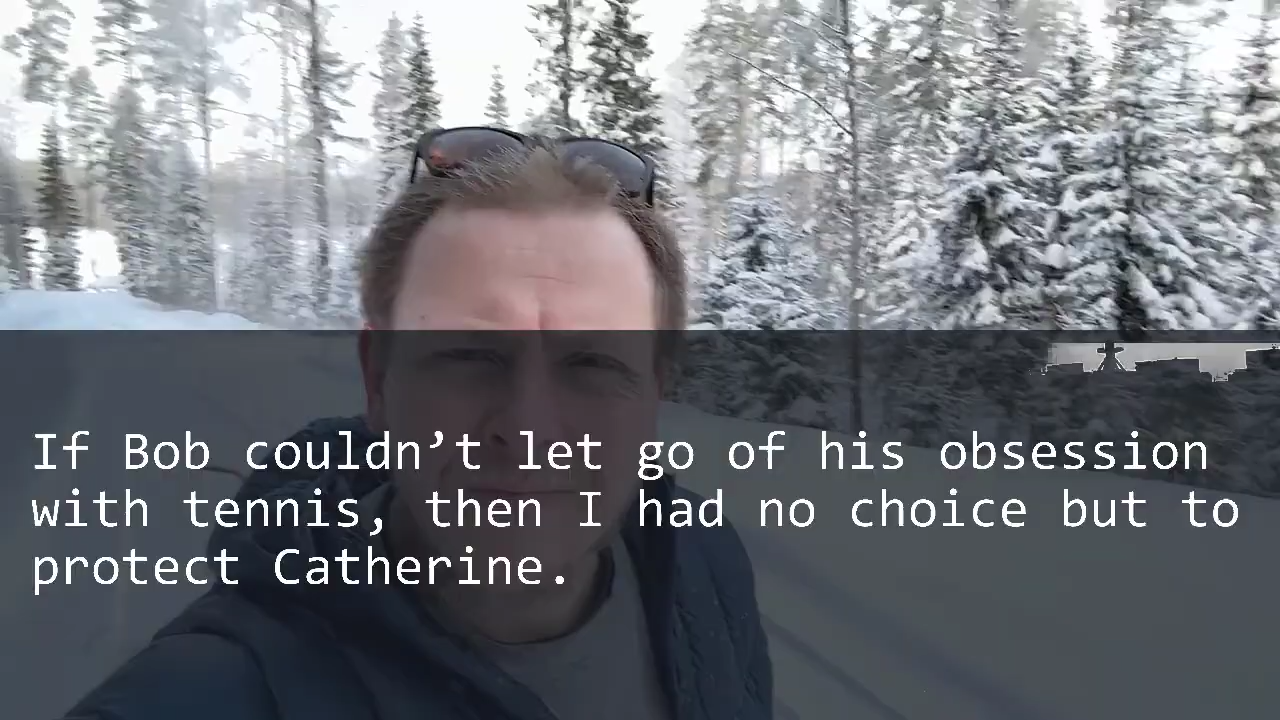 If Bob couldn’t let go of his obsession
with tennis, then I had no choice but to
protect Catherine.